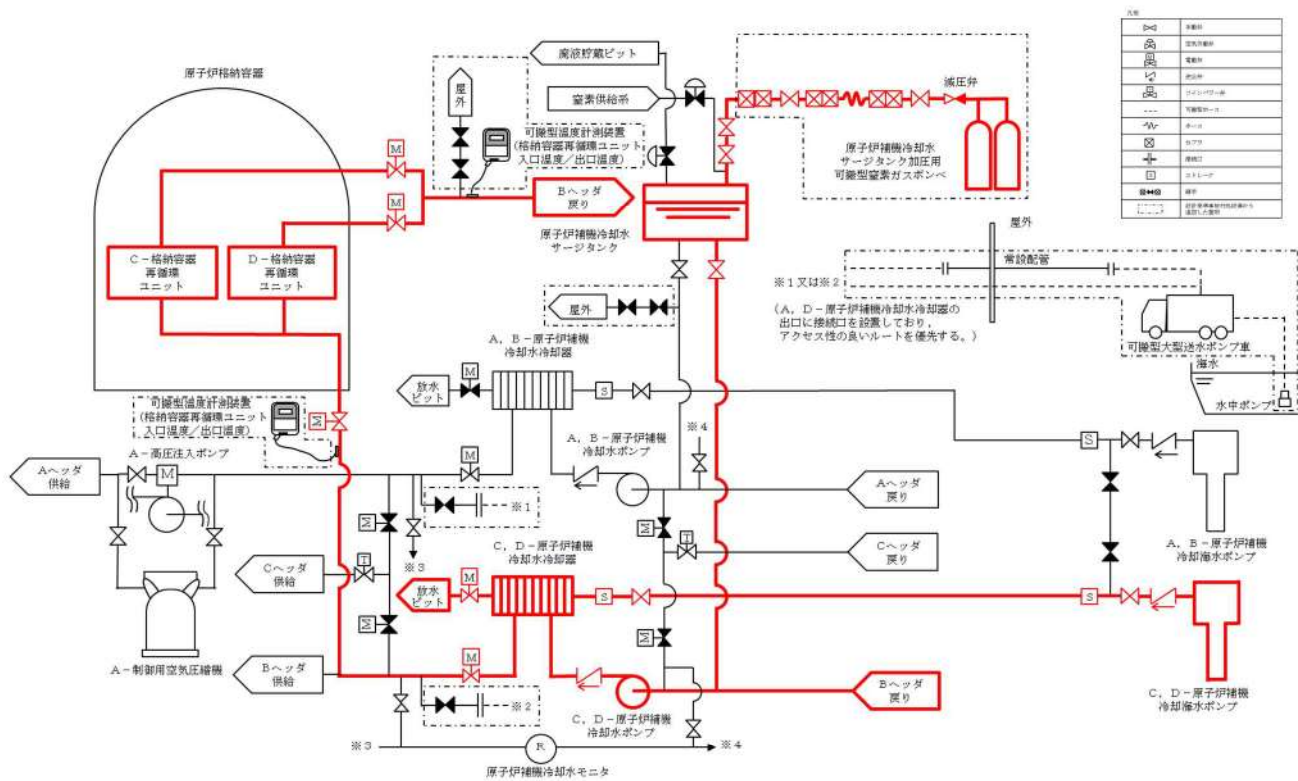 原子炉格納容器
廃液貯蔵ピット
窒素供給系
屋外
可搬型温度計測装置
(格納容器再循環ユニット
入口温度/出口温度)
減圧弁
原子炉補機冷却水
サージタンク加圧用
可搬型窒素ガスボンベ
M
M
Bヘッダ
戻り
原子炉補機冷却水
サージタンク
C-格納容器
再循環
ユニット
D-格納容器
再循環
ユニット
屋外
常設配管
※1又は※2
(A,D-原子炉補機冷却水冷却器の
出口に接続口を設置しており,
アクセス性の良いルートを優先する。)
可搬型大型送水ポンプ車
海水
水中ポンプ
屋外
A,B-原子炉補機
冷却水冷却器
放水
ピット
M
S
可搬型温度計測装置
(格納容器再循環ユニット
入口温度/出口温度)
M
A-高圧注入ポンプ
Aヘッダ
供給
M
M
A,B-原子炉補機
冷却水ポンプ
※4
S
※1
Aヘッダ
戻り
M
M
Cヘッダ
戻り
T
A,B-原子炉補機
冷却海水ポンプ
※3
C,D-原子炉補機
冷却水冷却器
Cヘッダ
供給
T
放水
ピット
M
S
S
M
M
A-制御用空気圧縮機
Bヘッダ
供給
M
Bヘッダ
戻り
※2
C,D-原子炉補機
冷却水ポンプ
C,D-原子炉補機
冷却海水ポンプ
※3
R
※4
原子炉補機冷却水モニタ